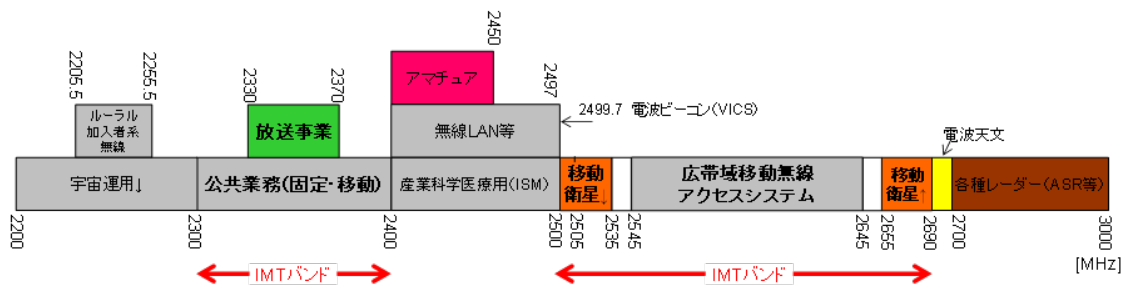 2205.5
2255.5
2330
2370
2450
2497
アマチュア
2499.7 電波ビーコン(VICS)
ルーラル
加入者系
無線
放送事業
無線LAN等
電波天文
宇宙運用↓
公共業務(固定・移動)
産業科学医療用(ISM)
移動
衛星↓
広帯域移動無線
アクセスシステム
移動
衛星↑
各種レーダー(ASR等)
2200
2300
2400
2500
2505
2535
2545
2645
2655
2690
2700
3000
[MHz]
IMTバンド
IMTバンド